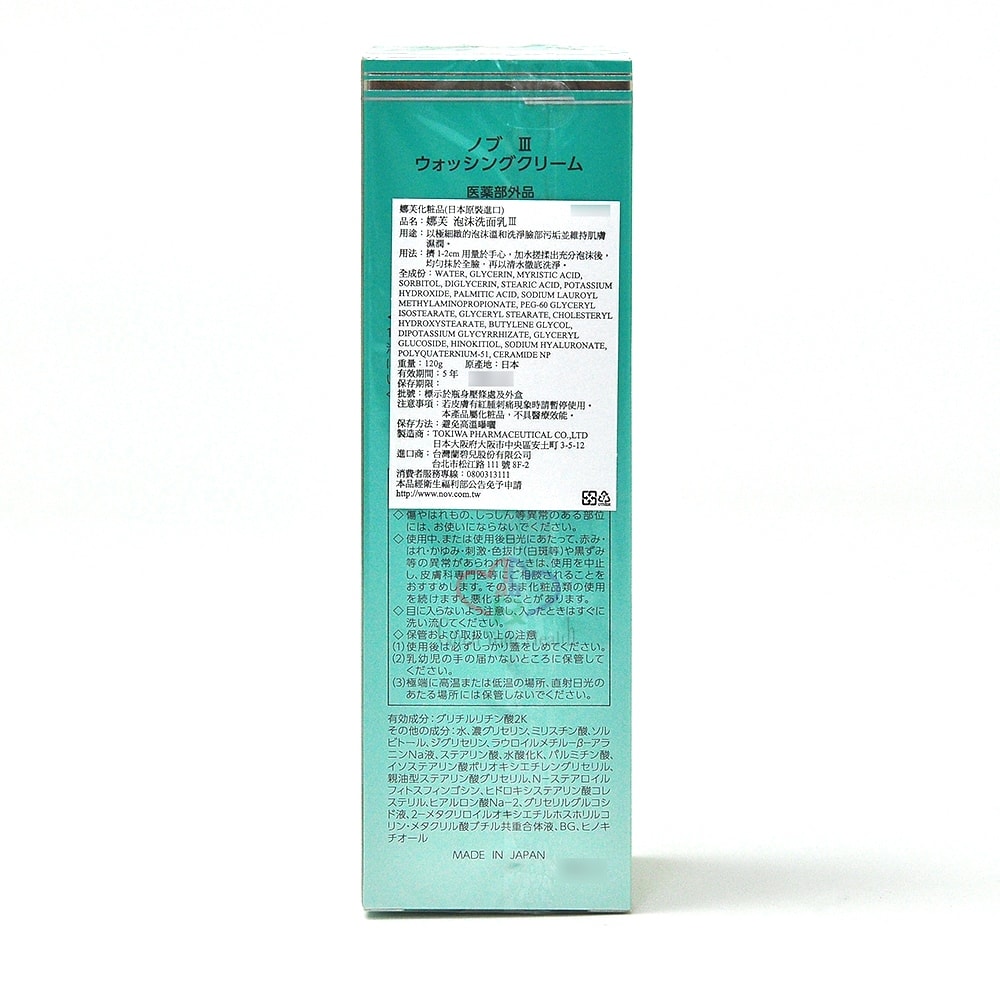 ノブ Ⅲ
ウォッシングクリーム
医薬部外品
娜芙化粧品(日本原裝進口)
品名：娜芙 泡沫洗面乳Ⅲ
用途：以極細緻的泡沫溫和洗淨臉部污垢並維持肌膚
濕潤。
用法：擠 1-2cm 用量於手心，加水搓揉出充分泡沫後，
均勻抹於全臉，再以清水徹底洗淨。
全成份：WATER, GLYCERIN, MYRISTIC ACID,
SORBITOL, DIGLYCERIN, STEARIC ACID, POTASSIUM
HYDROXIDE, PALMITIC ACID, SODIUM LAUROYL
METHYLAMINOPROPIONATE, PEG-60 GLYCERYL
ISOSTEARATE, GLYCERYL STEARATE, CHOLESTERYL
HYDROXYSTEARATE, BUTYLENE GLYCOL,
DIPOTASSIUM GLYCYRRHIZATE, GLYCERYL
GLUCOSIDE, HINOKITIOL, SODIUM HYALURONATE,
POLYQUATERNIUM-51, CERAMIDE NP
重量：120g 原產地：日本
有效期間：5 年
保存期限：
批號：標示於瓶身壓條處及外盒
注意事項：若皮膚有紅腫刺痛現象時請暫停使用。
本產品屬化粧品，不具醫療效能。
保存方法：避免高溫曝曬
製造商：TOKIWA PHARMACEUTICAL CO.,LTD
日本大阪府大阪市中央區安土町 3-5-12
進口商：台灣蘭碧兒股份有限公司
台北市松江路 111 號 8F-2
消費者服務專線：0800313111
本品經衛生福利部公告免予申請
http://www.nov.com.tw
◇傷やはれもの、しっしん等異常のある部位
には、お使いにならないでください。
◇使用中、または使用後日光にあたって、赤み・
はれ・かゆみ・刺激・色抜け(白斑等)や黒ずみ
等の異常があらわれたときは、使用を中止
し、皮膚科専門医等にご相談されることを
おすすめします。そのまま化粧品類の使用
を続けますと悪化することがあります。
◇目に入らないよう注意し、入ったときはすぐに
洗い流してください。
◇保管および取扱い上の注意
(1)使用後は必ずしっかり蓋をしめてください。
(2)乳幼児の手の届かないところに保管して
ください。
(3)極端に高温または低温の場所、直射日光の
あたる場所には保管しないでください。
有効成分：グリチルリチン酸2K
その他の成分：水、濃グリセリン、ミリスチン酸、ソル
ビトール、ジグリセリン、ラウロイルメチル-β-アラ
ニンNa液、ステアリン酸、水酸化K、パルミチン酸、
イソステアリン酸ポリオキシエチレングリセリル、
親油型ステアリン酸グリセリル、N-ステアロイル
フィトスフィンゴシン、ヒドロキシステアリン酸コレ
ステリル、ヒアルロン酸Na-2、グリセリルグルコシ
ド液、2-メタクリロイルオキシエチルホスホリルコ
リン・メタクリル酸ブチル共重合体液、BG、ヒノキ
チオール
MADE IN JAPAN